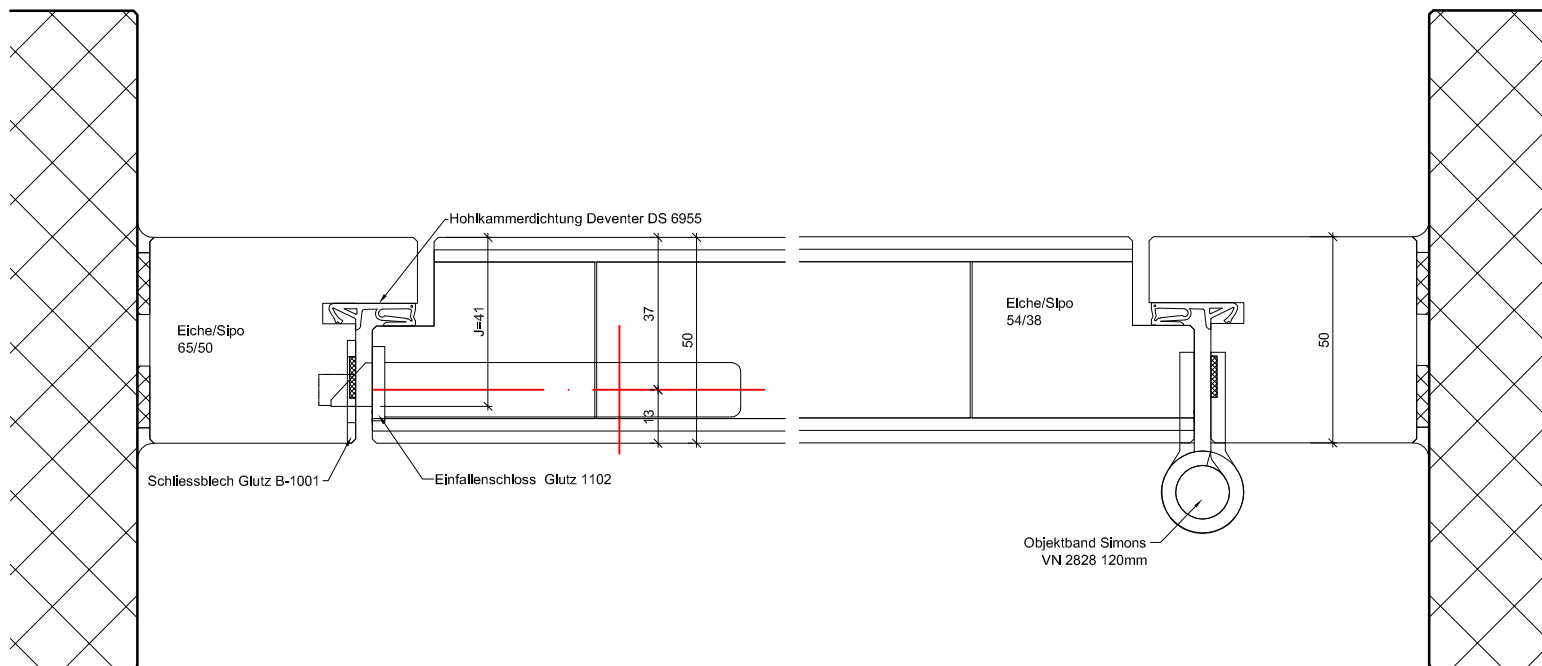 Hohlkammerdichtung Deventer DS 6955
Eiche/Sipo
65/50
J=41
37
50
13
Eiche/Sipo
54/38
50
Schliessblech Glutz B-1001
Einfallenschloss Glutz 1102
Objektband Simons
VN 2828 120mm